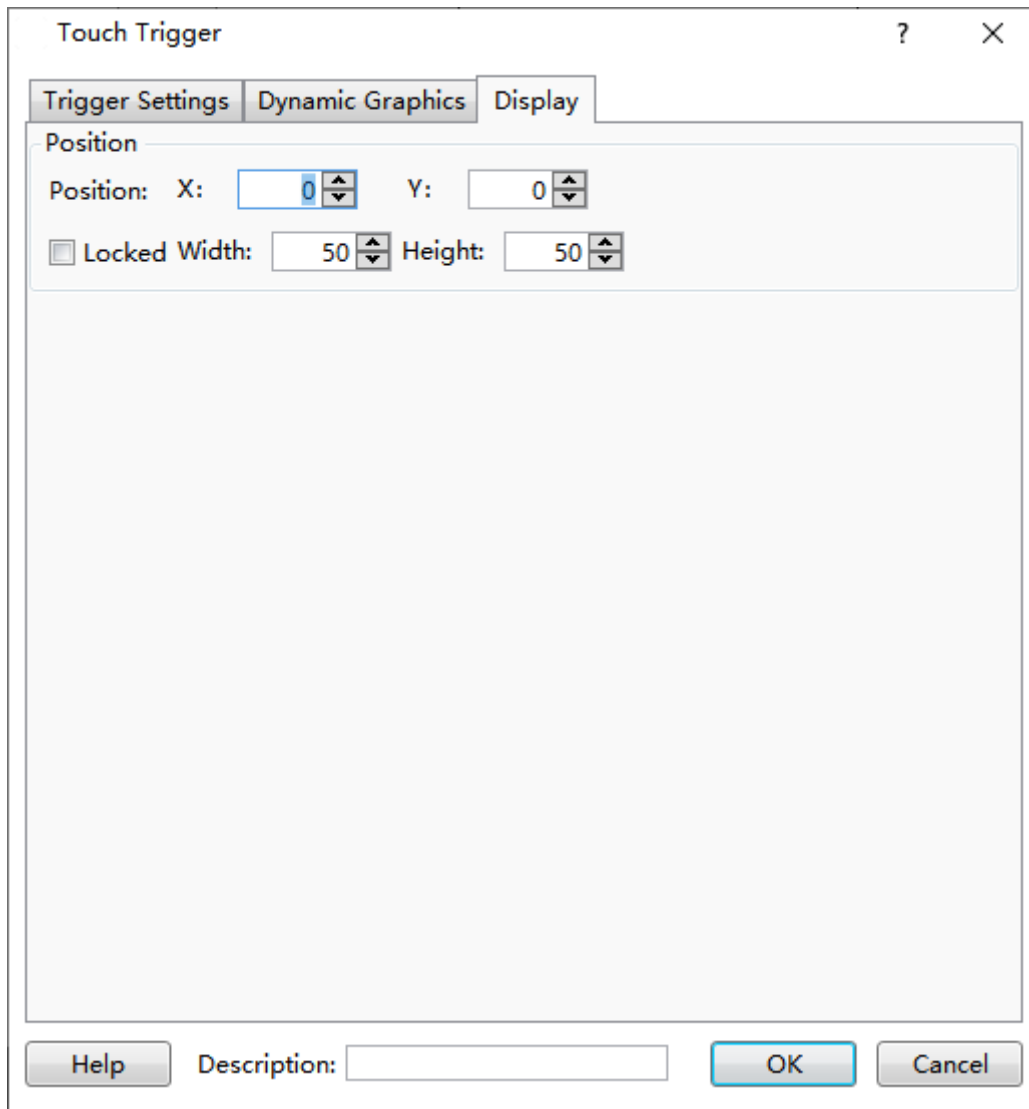 Touch Trigger ?
Trigger Settings Dynamic Graphics Display
Position
Position: X: 0 Y: 0
Locked Width: 50 Height: 50
Help Description: OK Cancel